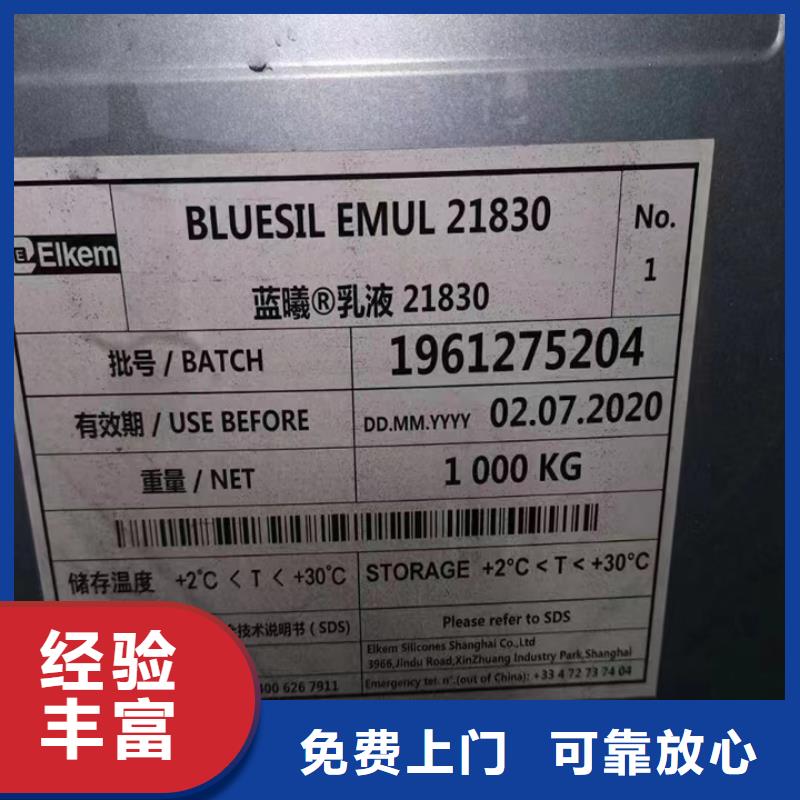 BLUESIL EMUL 21830
No.
Elkem
1
蓝曦®乳液 21830
批号 / BATCH
1961275204
有效期 / USE BEFORE
DD.MM.YYYY 02.07.2020
重量 / NET
1 000 KG
储存温度 +2℃ < T < +30℃
STORAGE +2°C < T < +30°C
技术说明书 (SDS)
Please refer to SDS
Elkem Silicones Shanghai Co.,Ltd
3966,Jindu Road,XinZhuang Industry Park,Shanghai
400 626 7911
Emergency tel. n°.(out of China): +33 4 72 73 74 04
经验
丰富
免费上门 可靠放心